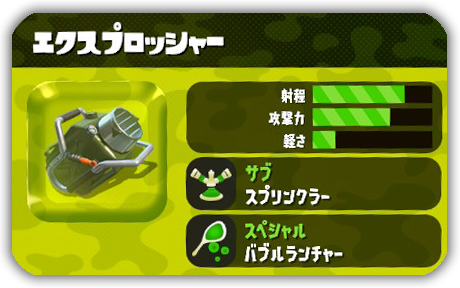 エクスプロッシャー
射程
攻撃力
軽さ
サブ
スプリンクラー
スペシャル
バブルランチャー